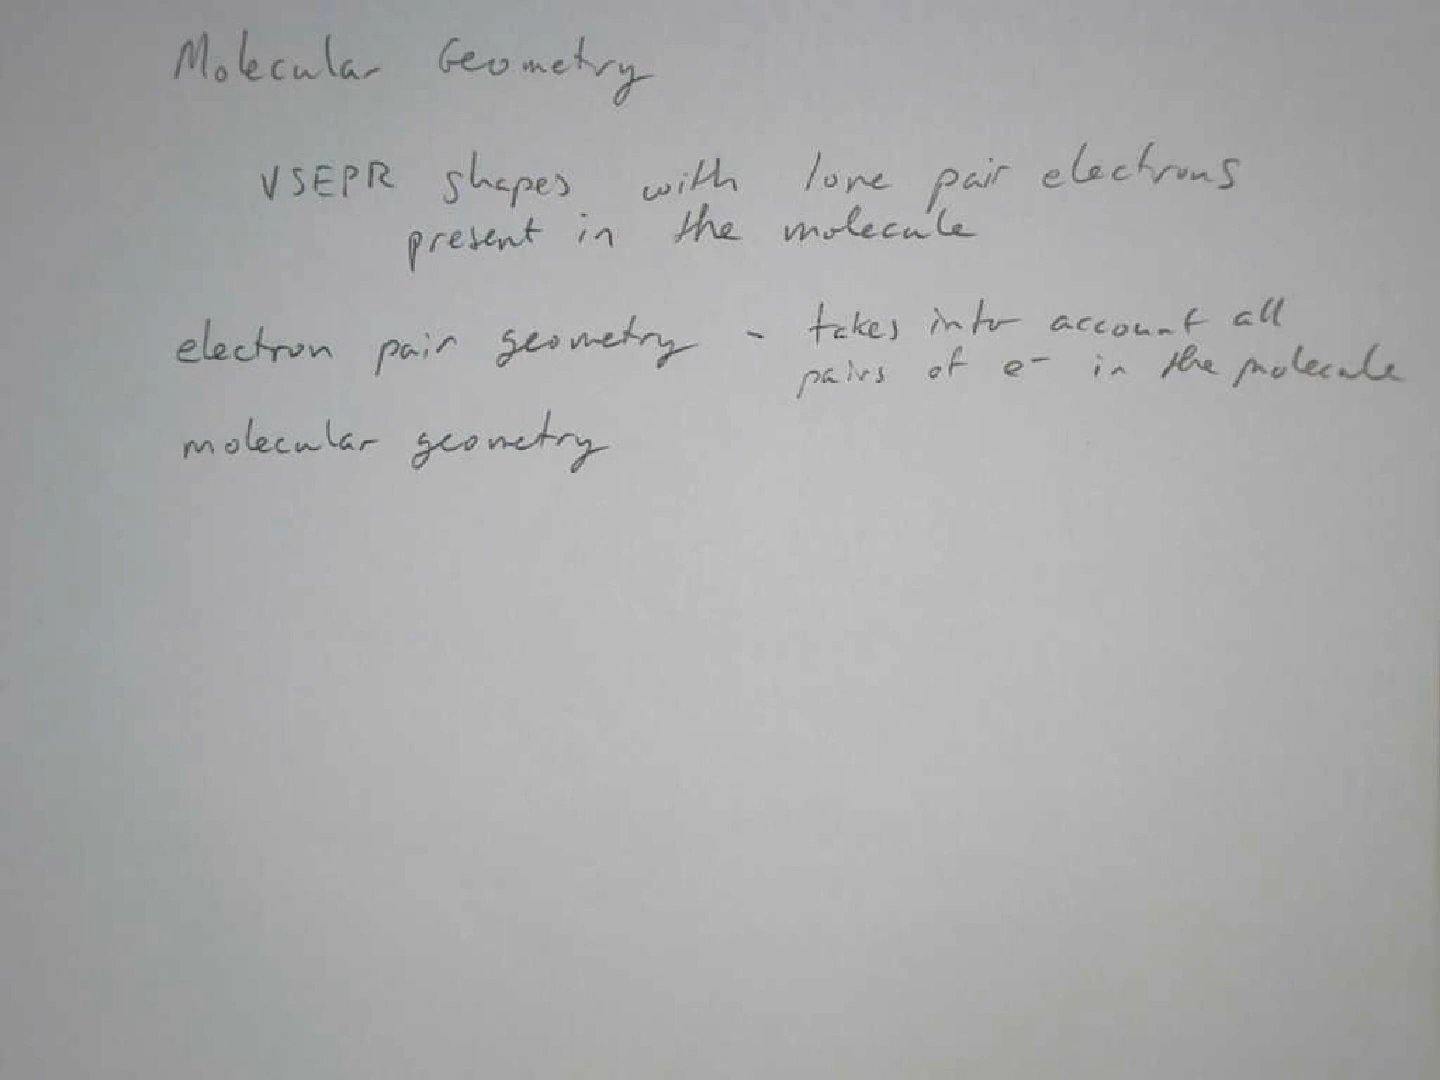 Molecular Geometry
VSEPR shapes with lone pair electrons
present in the molecule
electron pair geometry - takes into account all
pairs of e⁻ in the molecule
molecular geometry